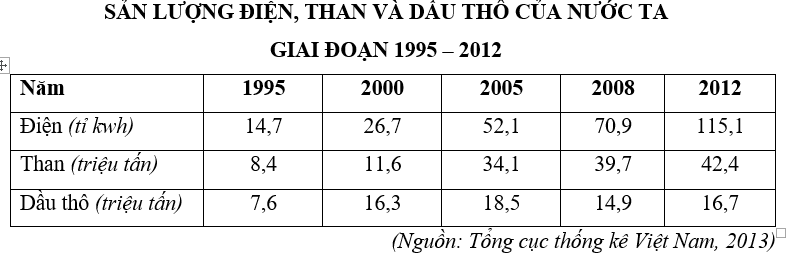 SẢN LƯỢNG ĐIỆN, THAN VÀ DẦU THÔ CỦA NƯỚC TA
GIAI ĐOẠN 1995 – 2012
Năm 1995 2000 2005 2008 2012
Điện (tỉ kwh) 14,7 26,7 52,1 70,9 115,1
Than (triệu tấn) 8,4 11,6 34,1 39,7 42,4
Dầu thô (triệu tấn) 7,6 16,3 18,5 14,9 16,7
(Nguồn: Tổng cục thống kê Việt Nam, 2013)